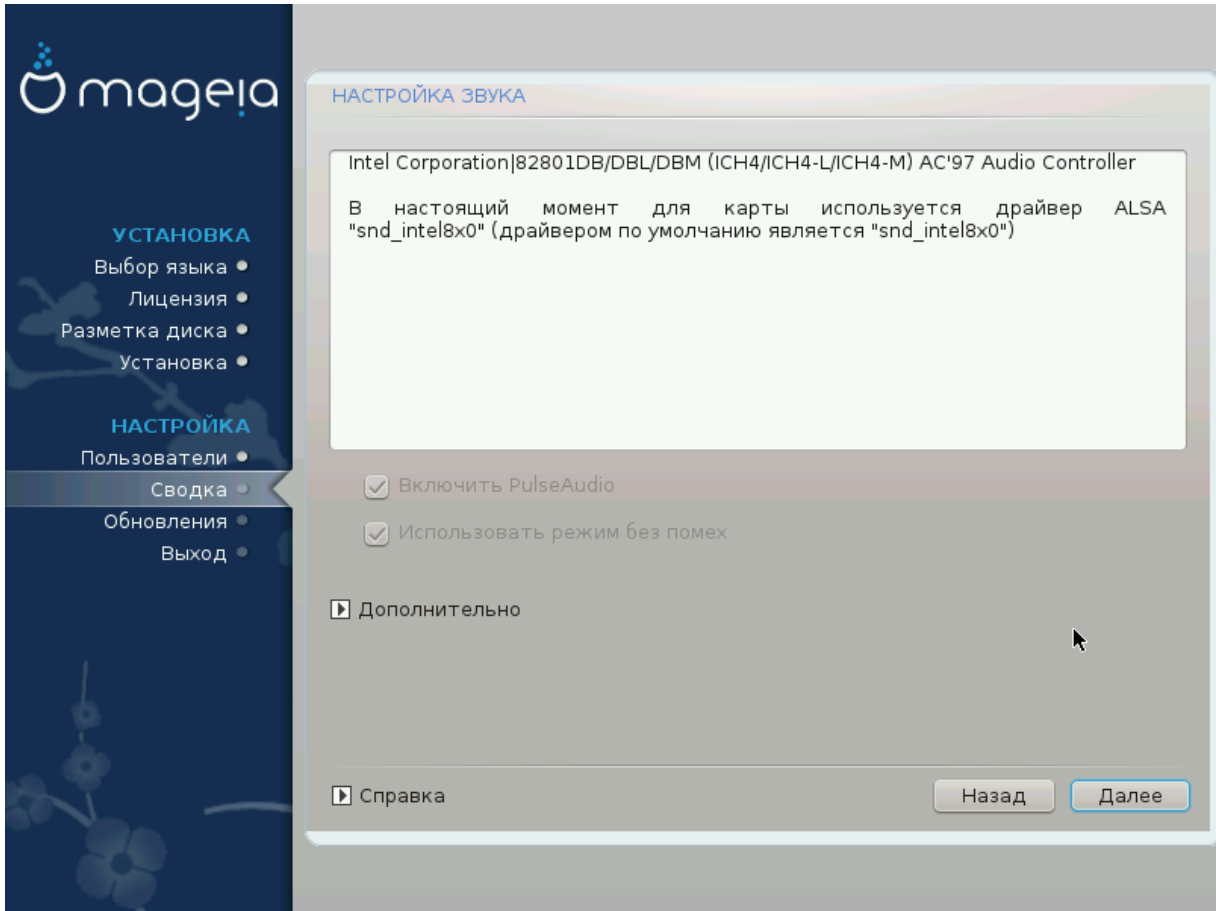 mageia
УСТАНОВКА
Выбор языка
Лицензия
Разметка диска
Установка
НАСТРОЙКА
Пользователи
Сводка
Обновления
Выход
НАСТРОЙКА ЗВУКА
Intel Corporation|82801DB/DBL/DBM (ICH4/ICH4-L/ICH4-M) AC'97 Audio Controller
В настоящий момент для карты используется драйвер ALSA
"snd_intel8x0" (драйвером по умолчанию является "snd_intel8x0")
Включить PulseAudio
Использовать режим без помех
Дополнительно
Справка
Назад
Далее